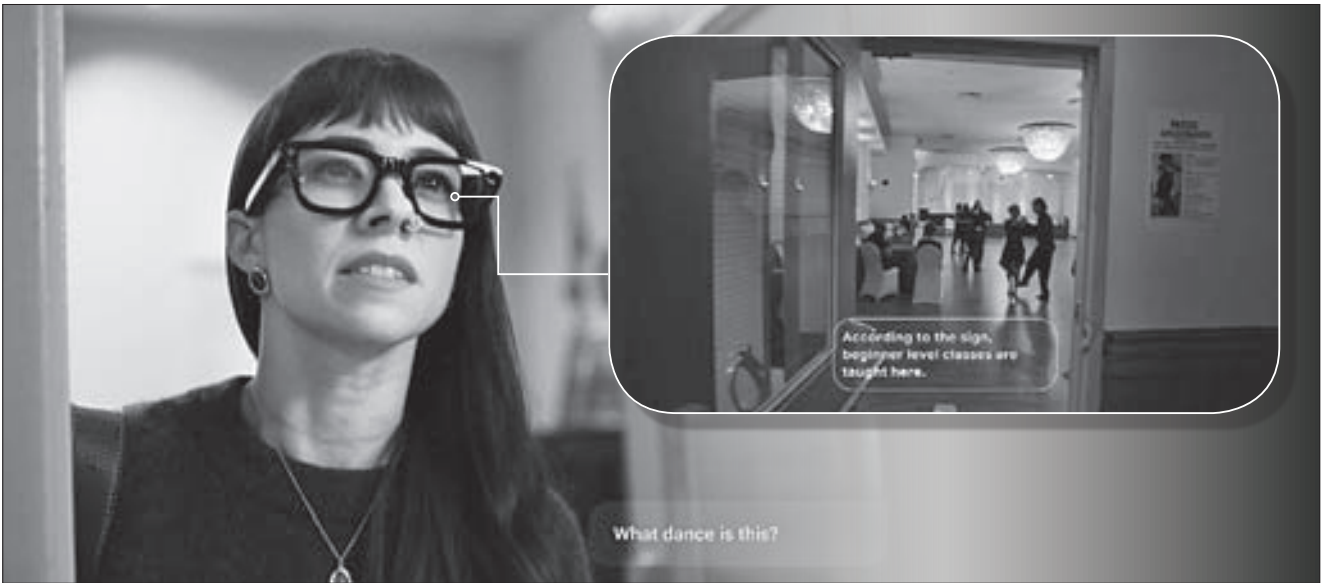 According to the sign,
beginner level classes are
taught here.
What dance is this?